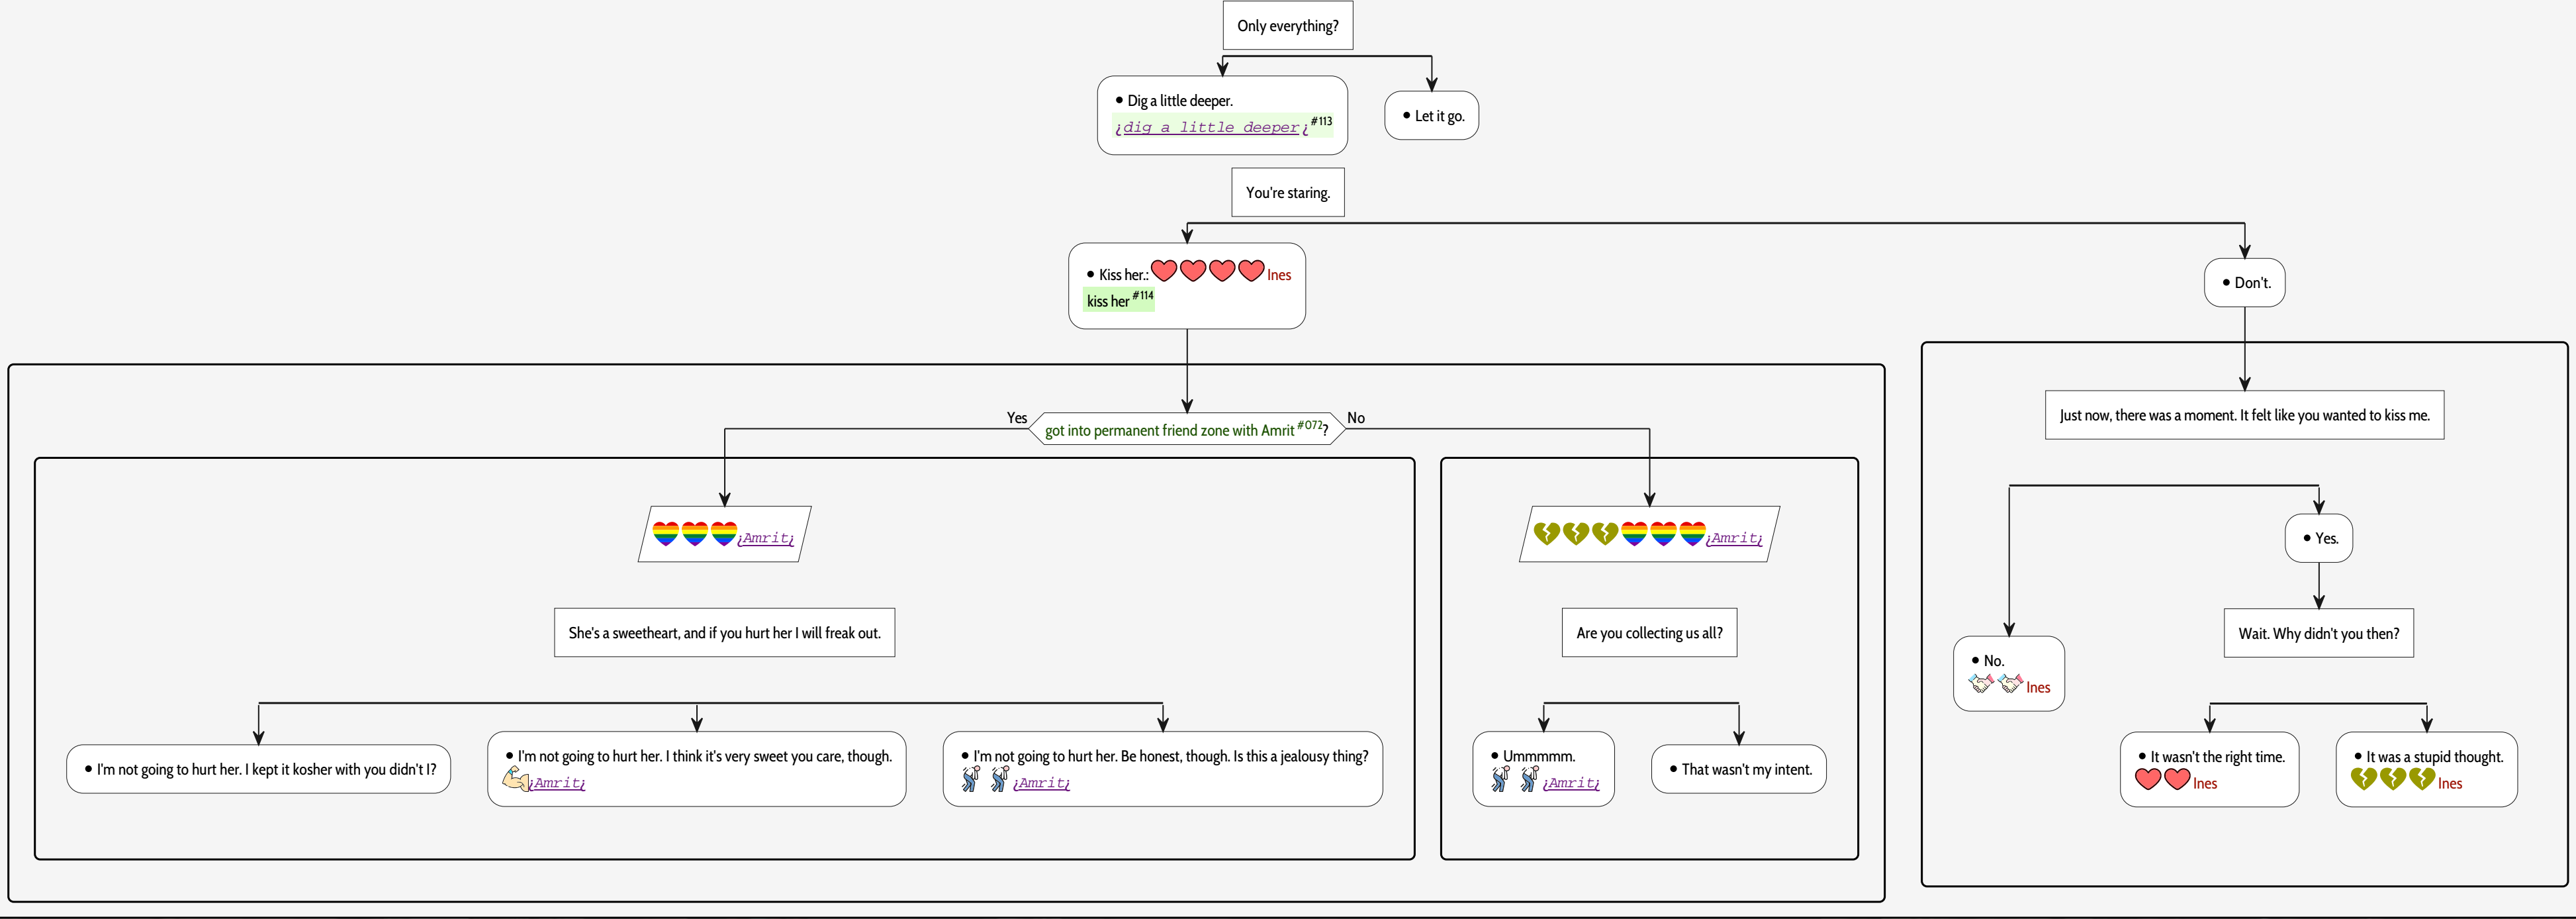 Only everything?
• Dig a little deeper.
¿dig a little deeper¿ #113
• Let it go.
You're staring.
• Kiss her.: Ines
kiss her #114
• Don't.
Yes
got into permanent friend zone with Amrit #072?
No
¿Amrit¿
She's a sweetheart, and if you hurt her I will freak out.
• I'm not going to hurt her. I kept it kosher with you didn't I?
• I'm not going to hurt her. I think it's very sweet you care, though.
¿Amrit¿
• I'm not going to hurt her. Be honest, though. Is this a jealousy thing?
¿Amrit¿
¿Amrit¿
Are you collecting us all?
• Ummmmm.
¿Amrit¿
• That wasn't my intent.
Just now, there was a moment. It felt like you wanted to kiss me.
• No.
Ines
• Yes.
Wait. Why didn't you then?
• It wasn't the right time.
Ines
• It was a stupid thought.
Ines